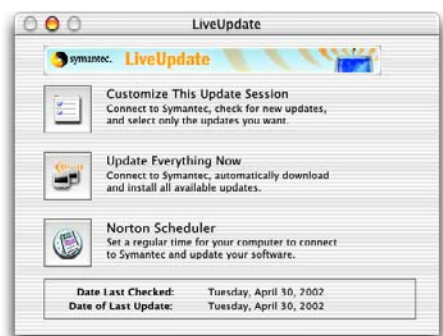 LiveUpdate
symantec. LiveUpdate
Customize This Update Session
Connect to Symantec, check for new updates,
and select only the updates you want.
Update Everything Now
Connect to Symantec, automatically download
and install all available updates.
Norton Scheduler
Set a regular time for your computer to connect
to Symantec and update your software.
Date Last Checked: Tuesday, April 30, 2002
Date of Last Update: Tuesday, April 30, 2002